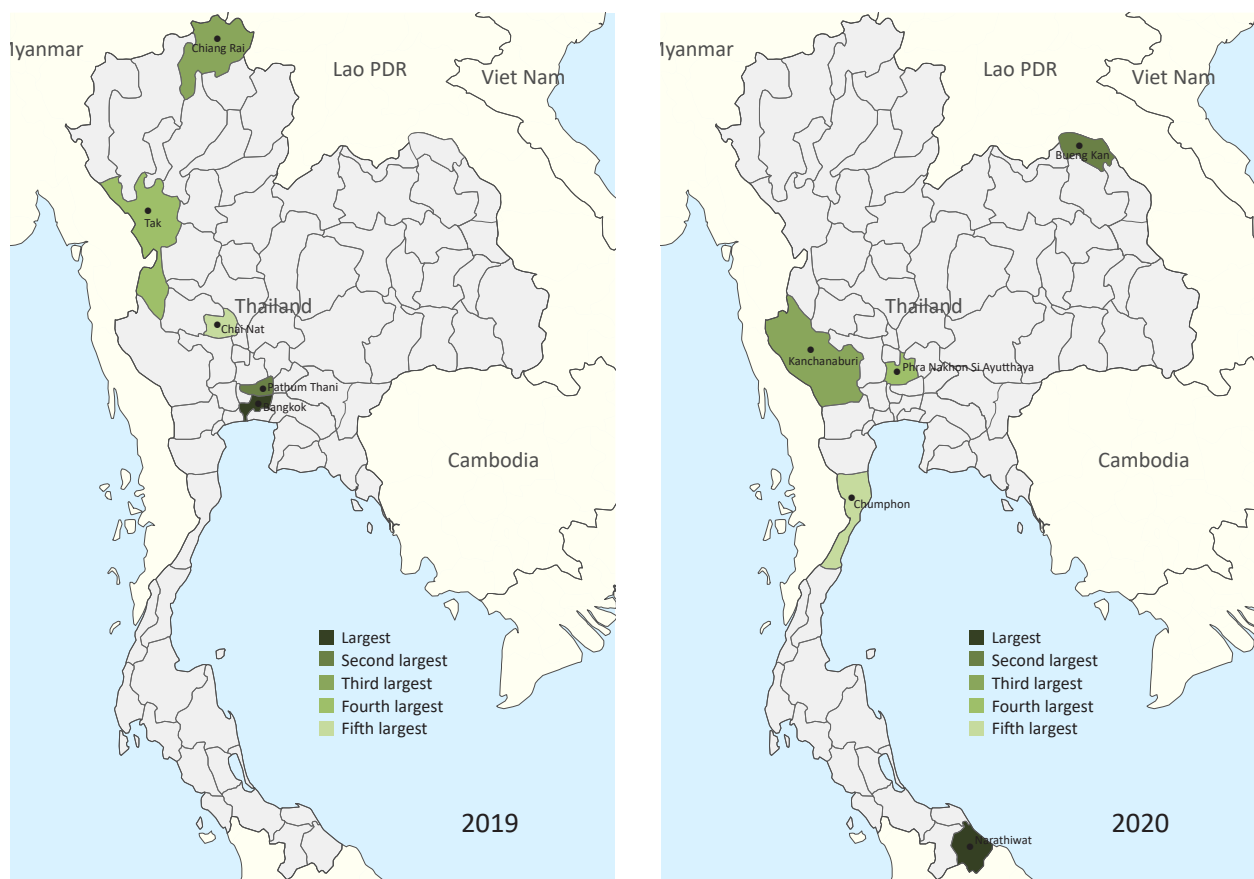 Myanmar
Chiang Rai
Lao PDR
Viet Nam
Tak
Thailand
Chai Nat
Pathum Thani
Bangkok
Cambodia
Largest
Second largest
Third largest
Fourth largest
Fifth largest
2019
Myanmar
Lao PDR
Viet Nam
Bueng Kan
Thailand
Kanchanaburi
Phra Nakhon Si Ayutthaya
Cambodia
Chumphon
Largest
Second largest
Third largest
Fourth largest
Fifth largest
2020
Narathiwat